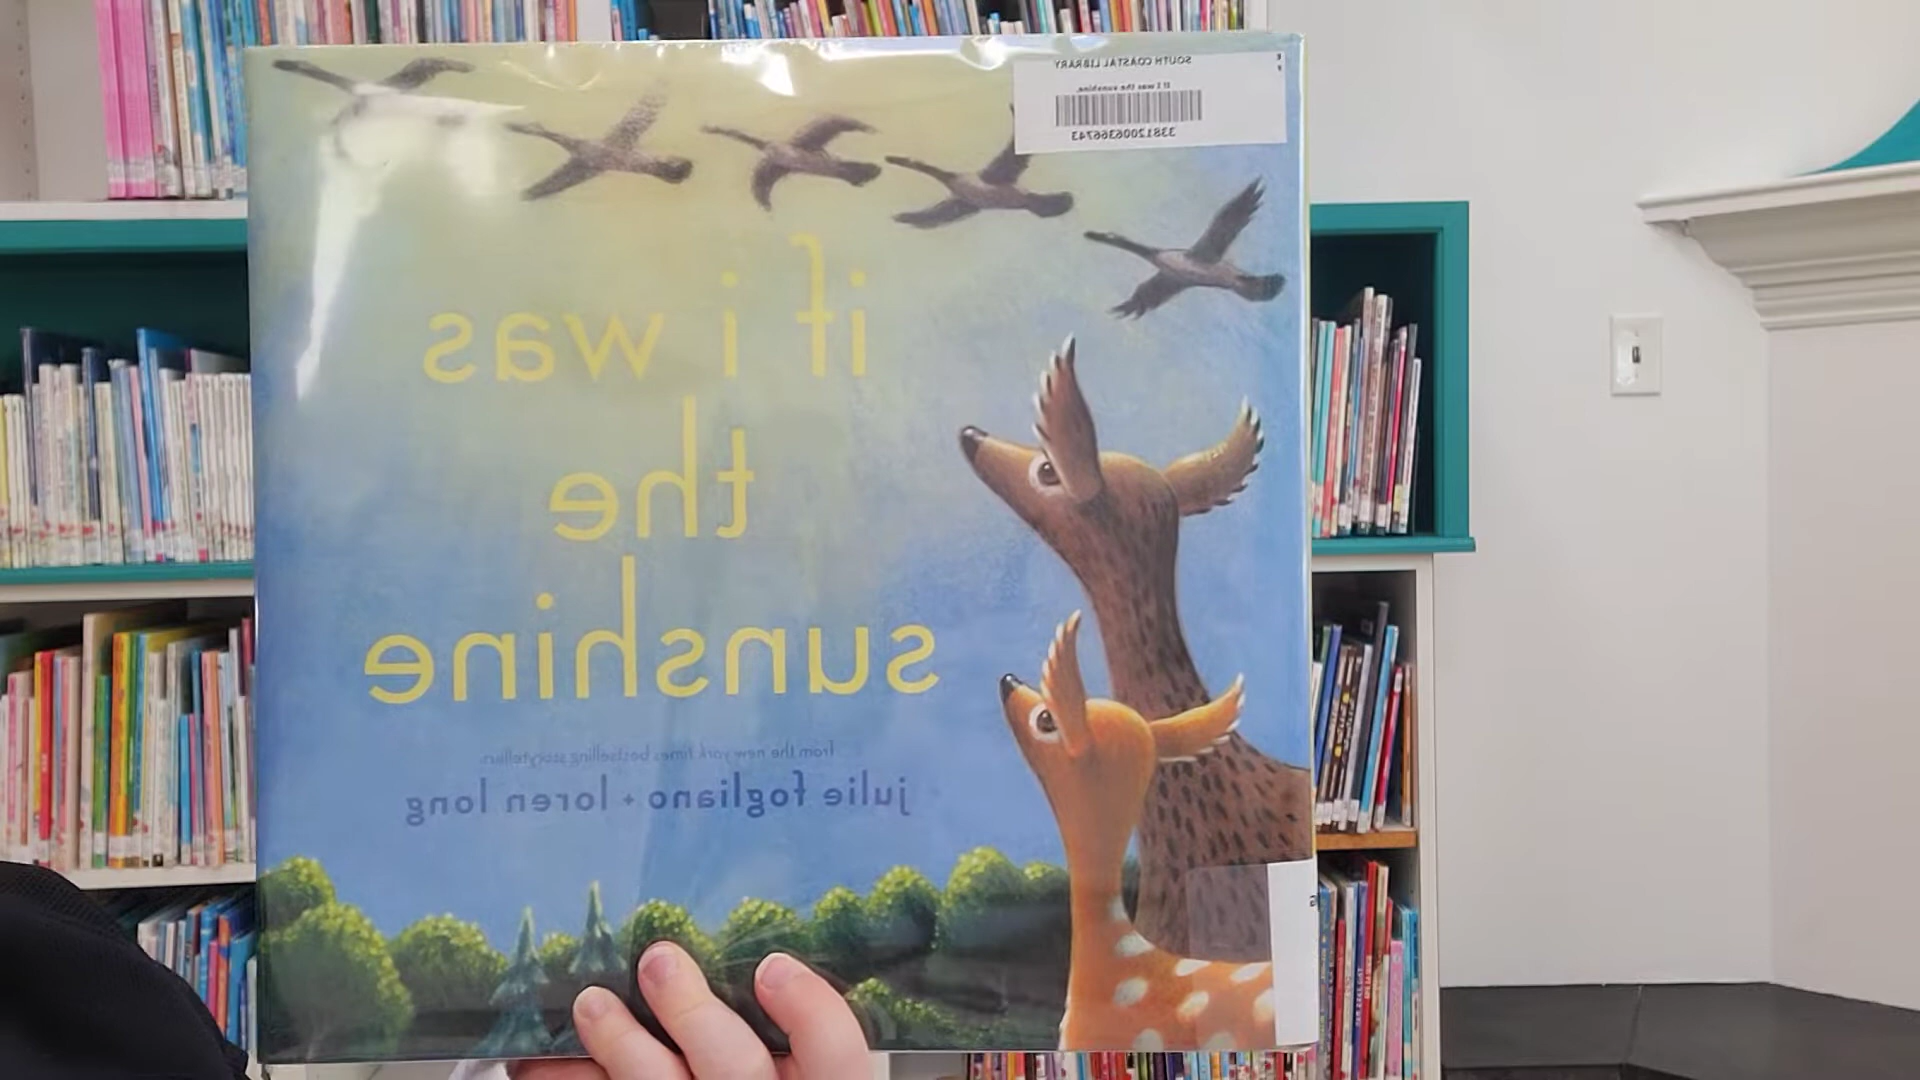 SOUTH COASTAL LIBRARY
If I was the sunshine.
33812006366743
if i was
the
sunshine
from the new york times bestselling storytellers
julie fogliano + loren long